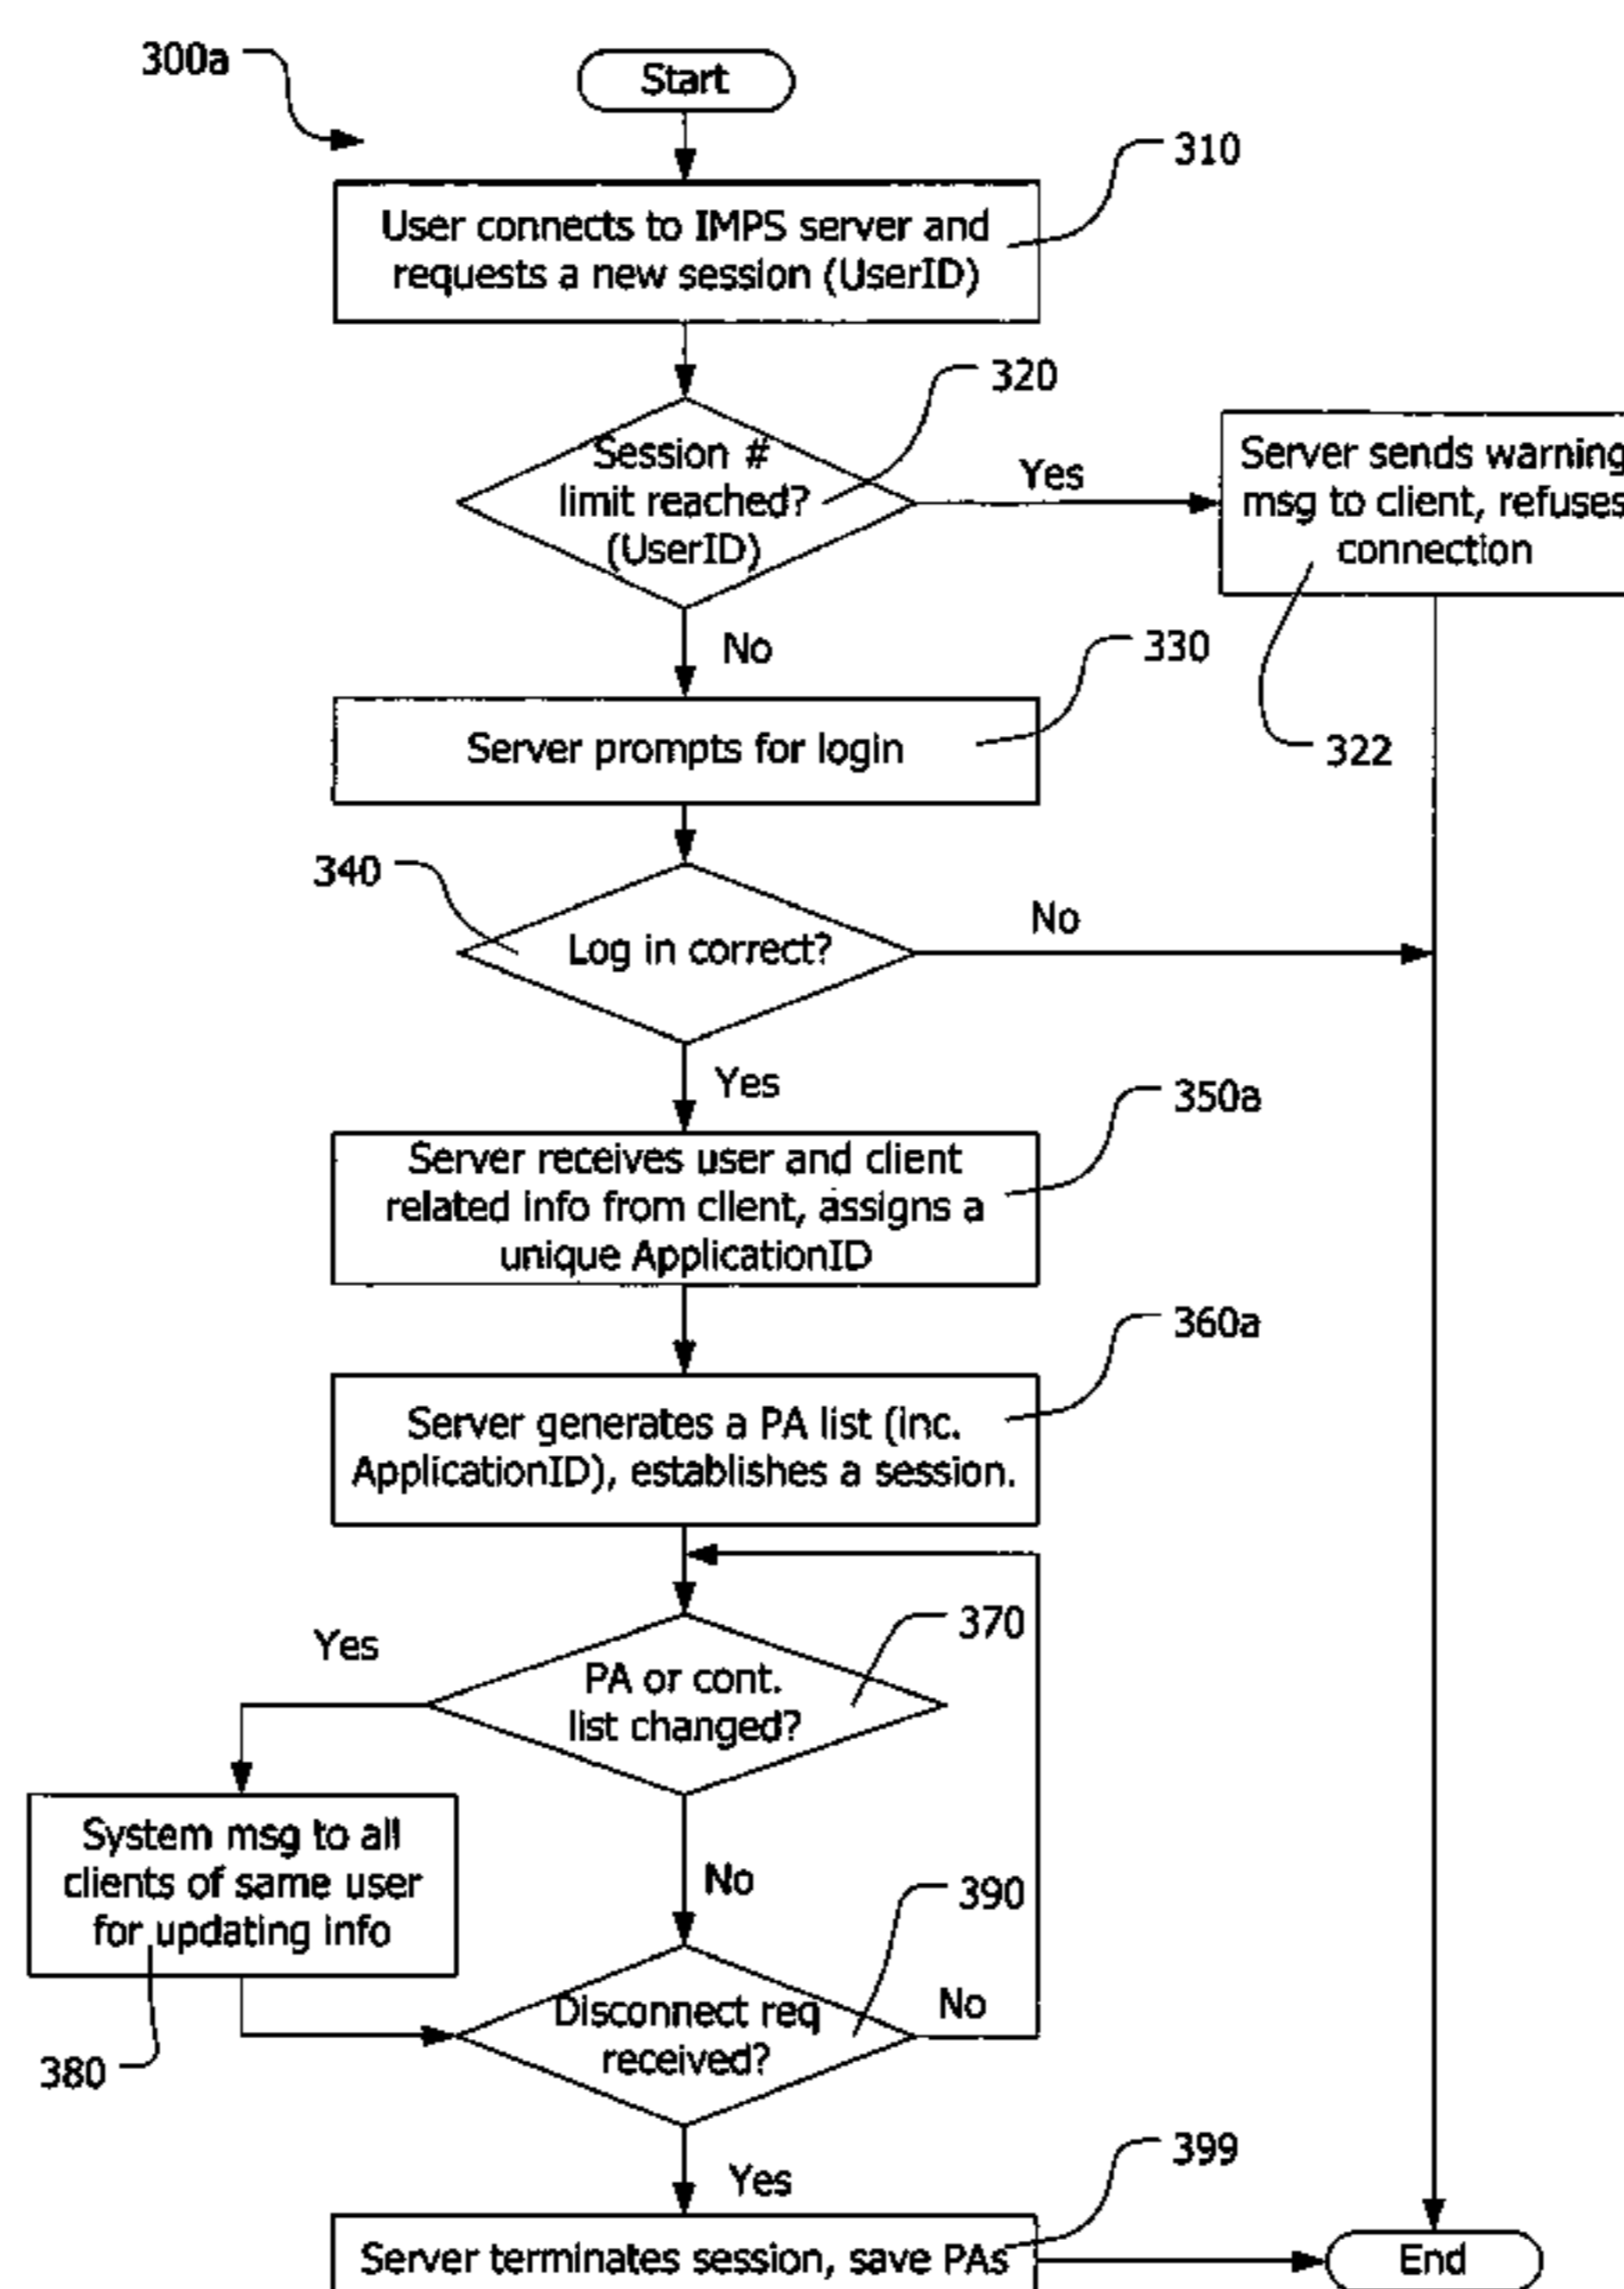 300a
Start
310
User connects to IMPS server and
requests a new session (UserID)
320
Session #
limit reached?
(UserID)
Yes
Server sends warning
msg to client, refuses
connection
No
330
322
Server prompts for login
340
No
Log in correct?
Yes
350a
Server receives user and client
related info from client, assigns a
unique ApplicationID
360a
Server generates a PA list (inc.
ApplicationID), establishes a session.
370
Yes
PA or cont.
list changed?
System msg to all
clients of same user
for updating info
No
390
No
Disconnect req
received?
380
399
Yes
Server terminates session, save PAs
End